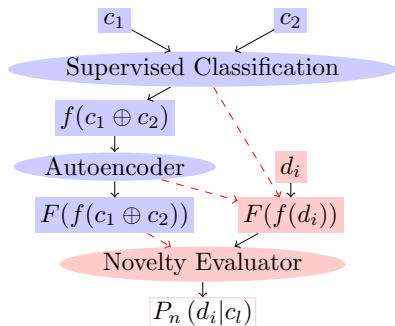 c₁ c₂
Supervised Classification
f(c₁ ⊕ c₂)
Autoencoder dᵢ
F(f(c₁ ⊕ c₂)) F(f(dᵢ))
Novelty Evaluator
Pₙ (dᵢ|cₗ)